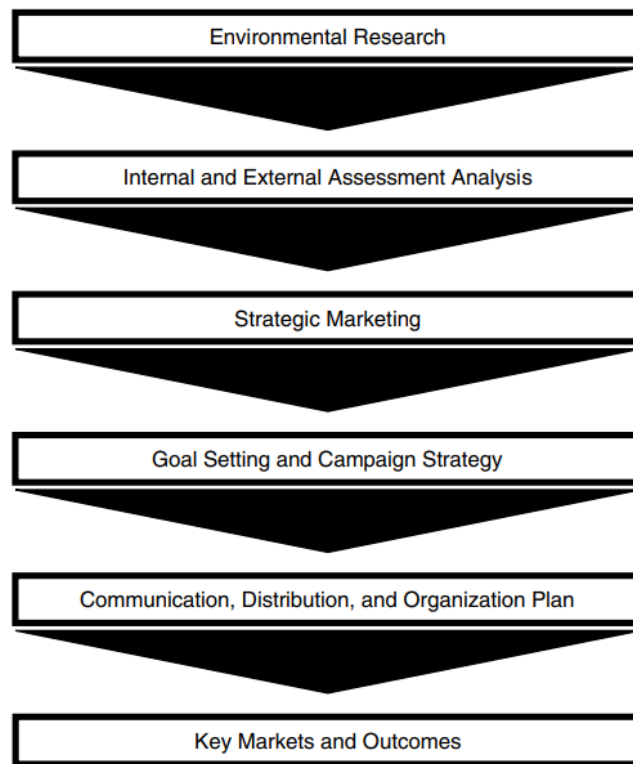 Environmental Research
Internal and External Assessment Analysis
Strategic Marketing
Goal Setting and Campaign Strategy
Communication, Distribution, and Organization Plan
Key Markets and Outcomes